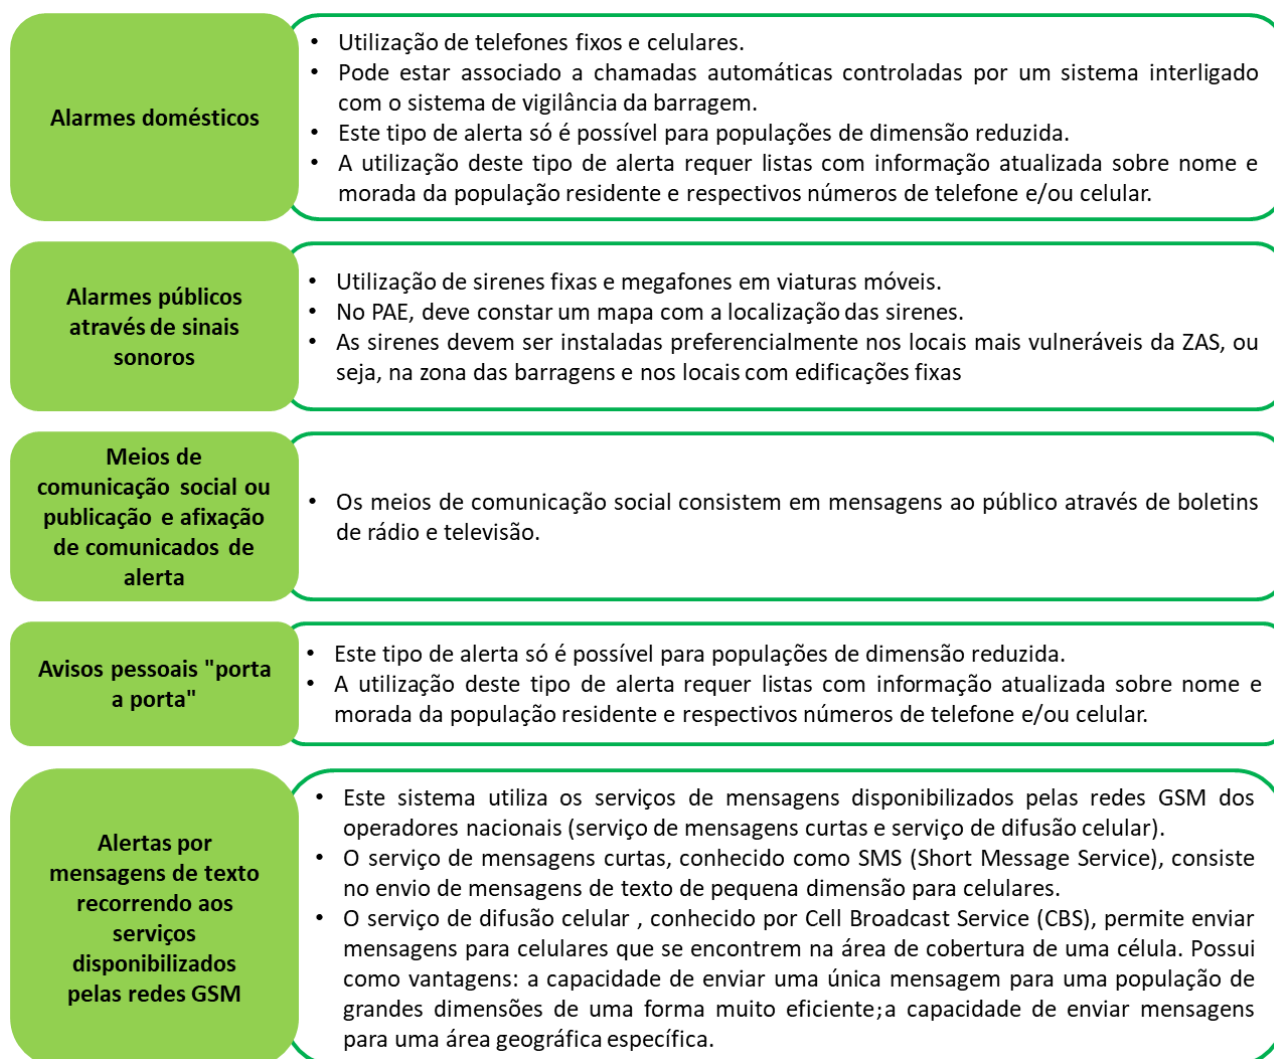 Alarmes domésticos
• Utilização de telefones fixos e celulares.
• Pode estar associado a chamadas automáticas controladas por um sistema interligado
com o sistema de vigilância da barragem.
• Este tipo de alerta só é possível para populações de dimensão reduzida.
• A utilização deste tipo de alerta requer listas com informação atualizada sobre nome e
morada da população residente e respectivos números de telefone e/ou celular.
Alarmes públicos
através de sinais
sonoros
• Utilização de sirenes fixas e megafones em viaturas móveis.
• No PAE, deve constar um mapa com a localização das sirenes.
• As sirenes devem ser instaladas preferencialmente nos locais mais vulneráveis da ZAS, ou
seja, na zona das barragens e nos locais com edificações fixas
Meios de
comunicação social ou
publicação e afixação
de comunicados de
alerta
• Os meios de comunicação social consistem em mensagens ao público através de boletins
de rádio e televisão.
Avisos pessoais "porta
a porta"
• Este tipo de alerta só é possível para populações de dimensão reduzida.
• A utilização deste tipo de alerta requer listas com informação atualizada sobre nome e
morada da população residente e respectivos números de telefone e/ou celular.
Alertas por
mensagens de texto
recorrendo aos
serviços
disponibilizados
pelas redes GSM
• Este sistema utiliza os serviços de mensagens disponibilizados pelas redes GSM dos
operadores nacionais (serviço de mensagens curtas e serviço de difusão celular).
• O serviço de mensagens curtas, conhecido como SMS (Short Message Service), consiste
no envio de mensagens de texto de pequena dimensão para celulares.
• O serviço de difusão celular , conhecido por Cell Broadcast Service (CBS), permite enviar
mensagens para celulares que se encontrem na área de cobertura de uma célula. Possui
como vantagens: a capacidade de enviar uma única mensagem para uma população de
grandes dimensões de uma forma muito eficiente;a capacidade de enviar mensagens
para uma área geográfica específica.